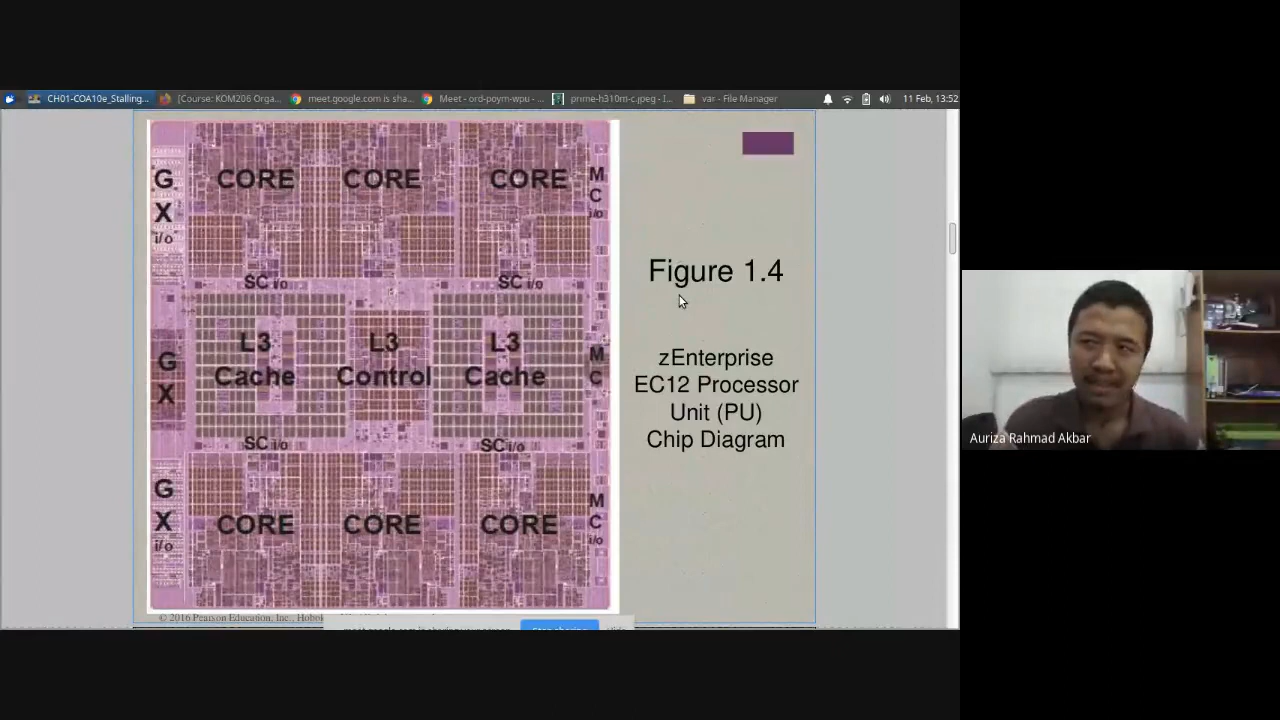 CH01-COA10e_Stalling... [Course: KOM206 Orga... meet.google.com is sha... Meet - ord-poym-wpu - ... prime-h310m-c.jpeg - I... var - File Manager 11 Feb, 13:52
G
X
i/o
CORE CORE CORE
M
C
i/o
SC i/o SC i/o
G
X
L3
Cache
L3
Control
L3
Cache
M
C
SC i/o SC i/o
G
X
i/o
CORE CORE CORE
M
C
i/o
Figure 1.4
zEnterprise
EC12 Processor
Unit (PU)
Chip Diagram
© 2016 Pearson Education, Inc., Hobok
Auriza Rahmad Akbar